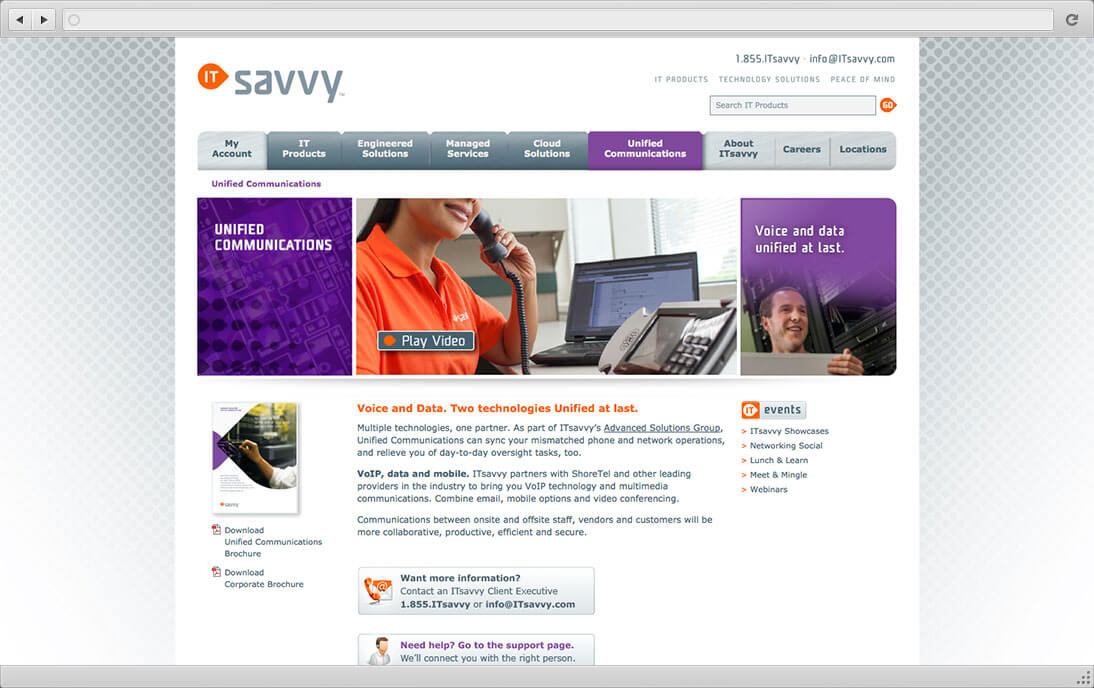 IT savvy™
1.855.ITsavvy · info@ITsavvy.com
IT PRODUCTS TECHNOLOGY SOLUTIONS PEACE OF MIND
Search IT Products GO
My Account
IT Products
Engineered Solutions
Managed Services
Cloud Solutions
Unified Communications
About ITsavvy
Careers
Locations
Unified Communications
UNIFIED
COMMUNICATIONS
Play Video
Voice and data
unified at last.
savvy
Download
Unified Communications
Brochure
Download
Corporate Brochure
Voice and Data. Two technologies Unified at last.
Multiple technologies, one partner. As part of ITsavvy's Advanced Solutions Group,
Unified Communications can sync your mismatched phone and network operations,
and relieve you of day-to-day oversight tasks, too.
VoIP, data and mobile. ITsavvy partners with ShoreTel and other leading
providers in the industry to bring you VoIP technology and multimedia
communications. Combine email, mobile options and video conferencing.
Communications between onsite and offsite staff, vendors and customers will be
more collaborative, productive, efficient and secure.
Want more information?
Contact an ITsavvy Client Executive
1.855.ITsavvy or info@ITsavvy.com
Need help? Go to the support page.
We'll connect you with the right person.
IT events
> ITsavvy Showcases
> Networking Social
> Lunch & Learn
> Meet & Mingle
> Webinars